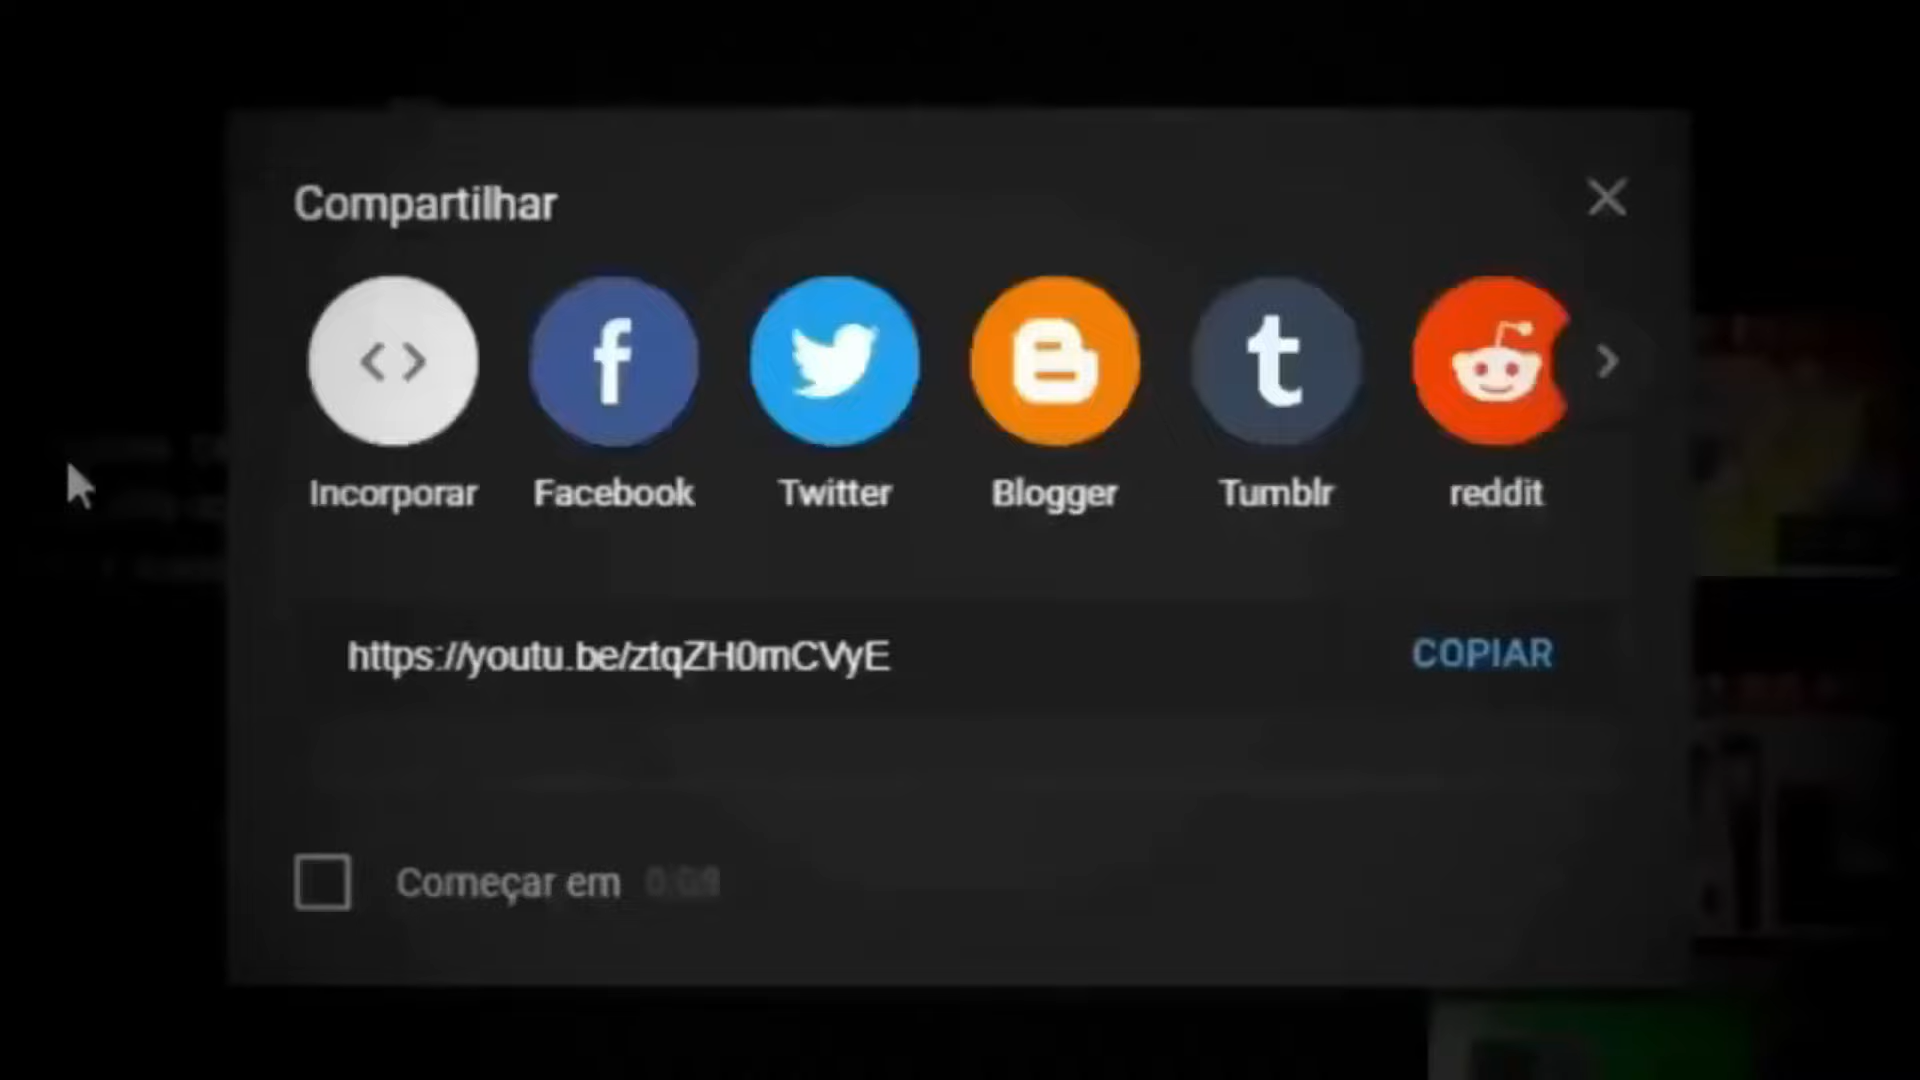 Compartilhar
Incorporar Facebook Twitter Blogger Tumblr reddit
https://youtu.be/ztqZH0mCVyE COPIAR
Começar em